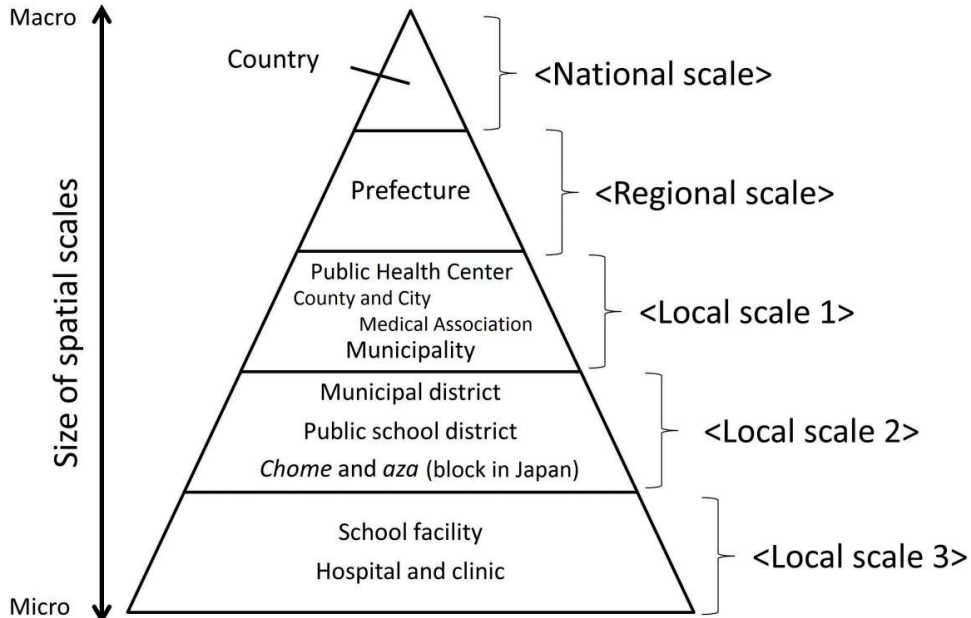 Macro
Country
<National scale>
Prefecture
<Regional scale>
Public Health Center
County and City
Medical Association
Municipality
<Local scale 1>
Municipal district
Public school district
Chome and aza (block in Japan)
<Local scale 2>
School facility
Hospital and clinic
<Local scale 3>
Micro
Size of spatial scales